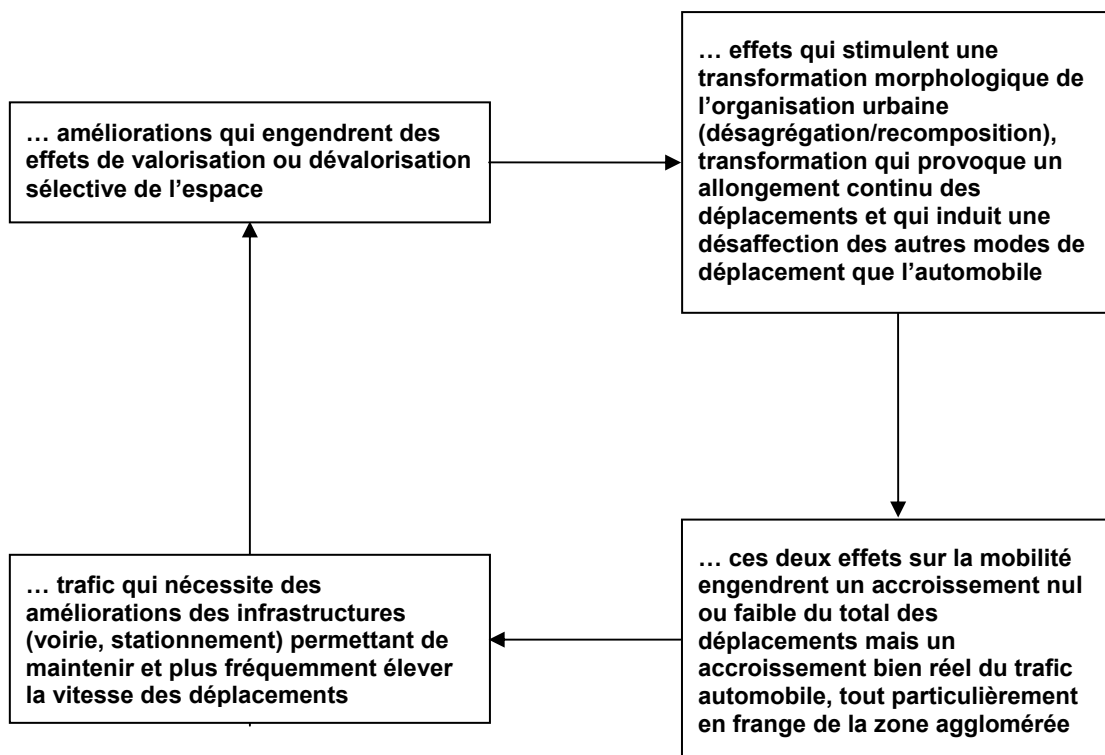 … améliorations qui engendrent des
effets de valorisation ou dévalorisation
sélective de l’espace
… effets qui stimulent une
transformation morphologique de
l’organisation urbaine
(désagrégation/recomposition),
transformation qui provoque un
allongement continu des
déplacements et qui induit une
désaffection des autres modes de
déplacement que l’automobile
… ces deux effets sur la mobilité
engendrent un accroissement nul
ou faible du total des
déplacements mais un
accroissement bien réel du trafic
automobile, tout particulièrement
en frange de la zone agglomérée
… trafic qui nécessite des
améliorations des infrastructures
(voirie, stationnement) permettant de
maintenir et plus fréquemment élever
la vitesse des déplacements